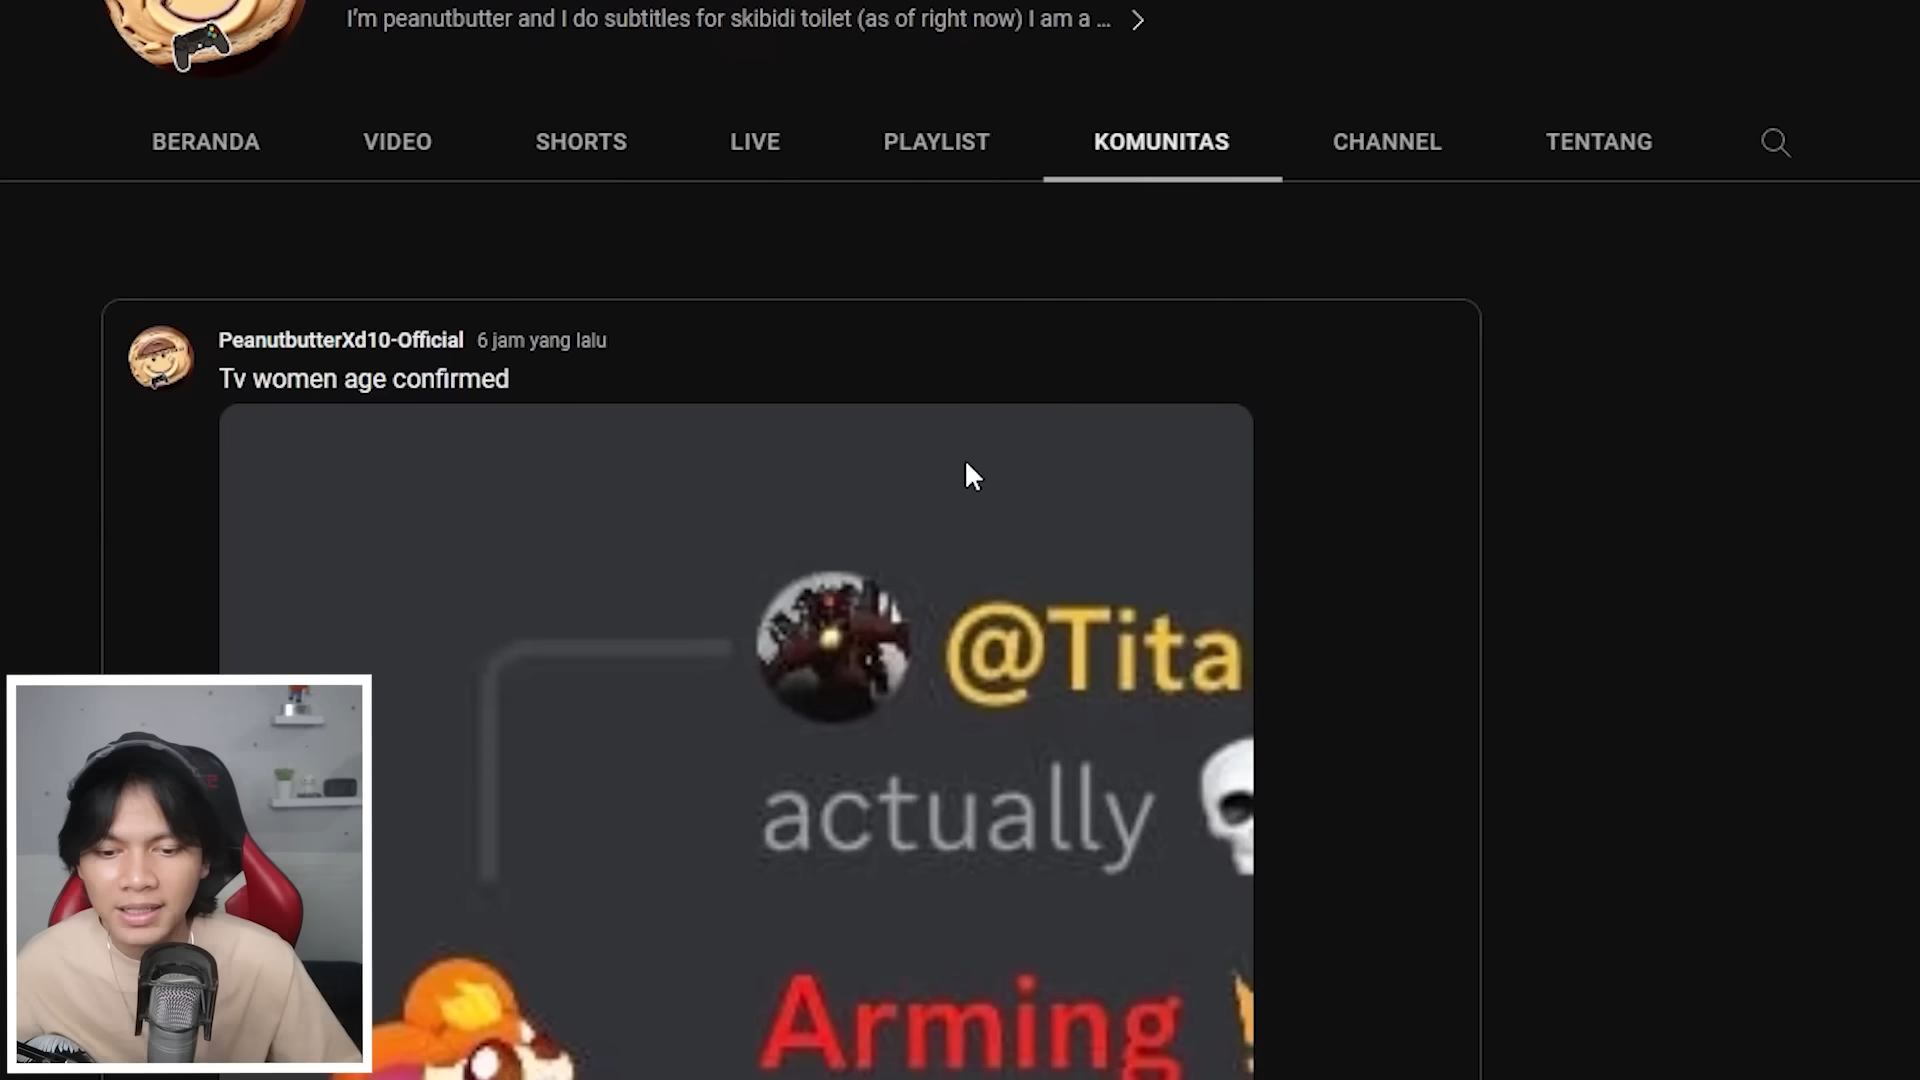 I'm peanutbutter and I do subtitles for skibidi toilet (as of right now) I am a ...
BERANDA
VIDEO
SHORTS
LIVE
PLAYLIST
KOMUNITAS
CHANNEL
TENTANG
PeanutbutterXd10-Official 6 jam yang lalu
Tv women age confirmed
@Tita
actually
Arming